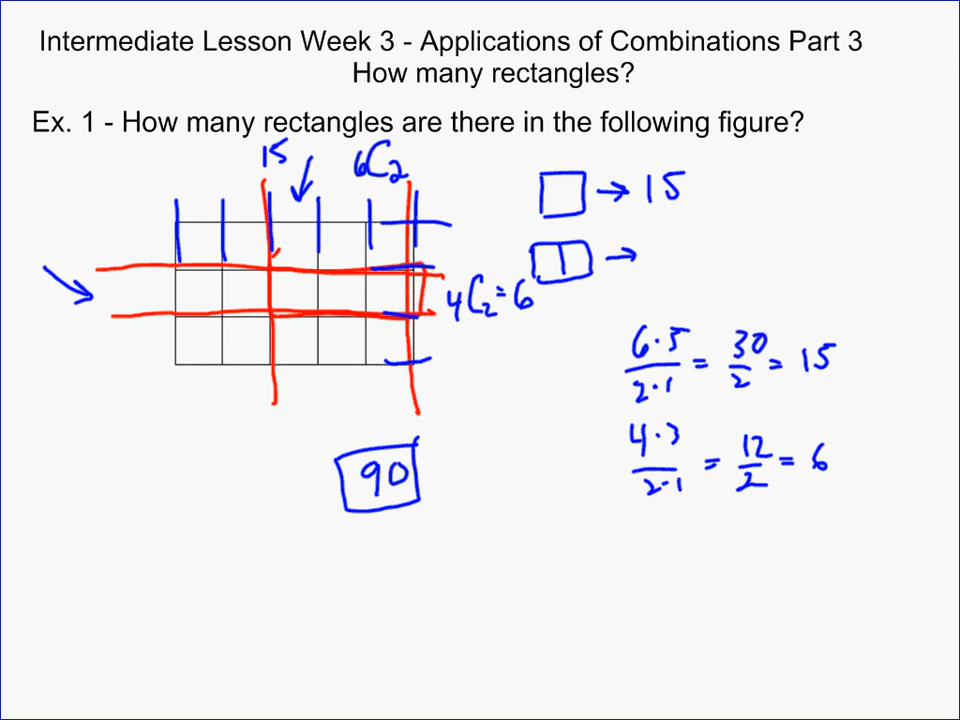 Intermediate Lesson Week 3 - Applications of Combinations Part 3
How many rectangles?
Ex. 1 - How many rectangles are there in the following figure?
15
6C2
→ 15
→
4C2=6
6·5/2·1 = 30/2 = 15
4·3/2·1 = 12/2 = 6
90